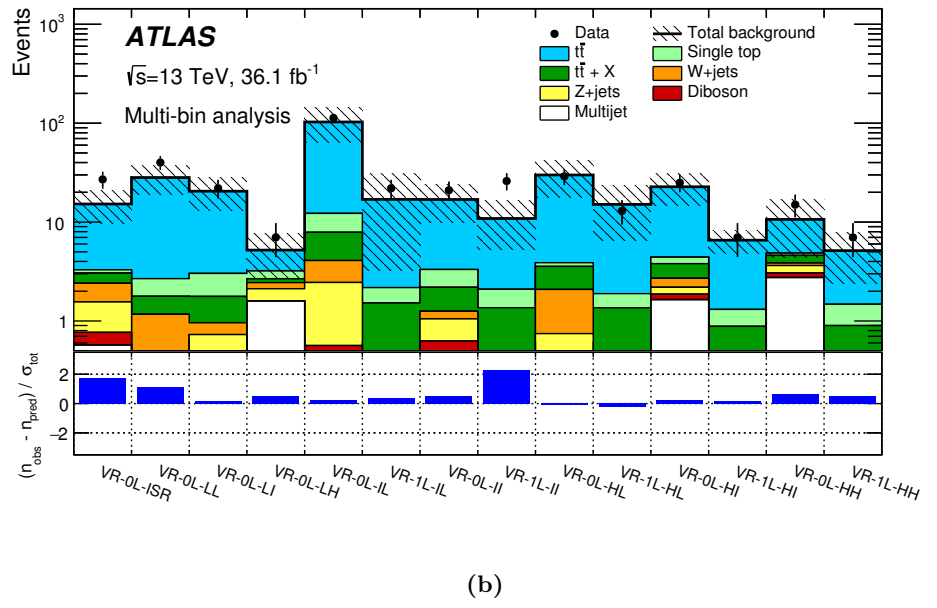 Events
10³
10²
10
1
ATLAS
√s=13 TeV, 36.1 fb⁻¹
Multi-bin analysis
Data
Total background
tt̄
Single top
tt̄ + X
W+jets
Z+jets
Diboson
Multijet
(n_obs - n_pred) / σ_tot
2
0
−2
VR-0L-ISR
VR-0L-LL
VR-0L-LI
VR-0L-LH
VR-0L-IL
VR-1L-IL
VR-0L-II
VR-1L-II
VR-0L-HL
VR-1L-HL
VR-0L-HI
VR-1L-HI
VR-0L-HH
VR-1L-HH
(b)